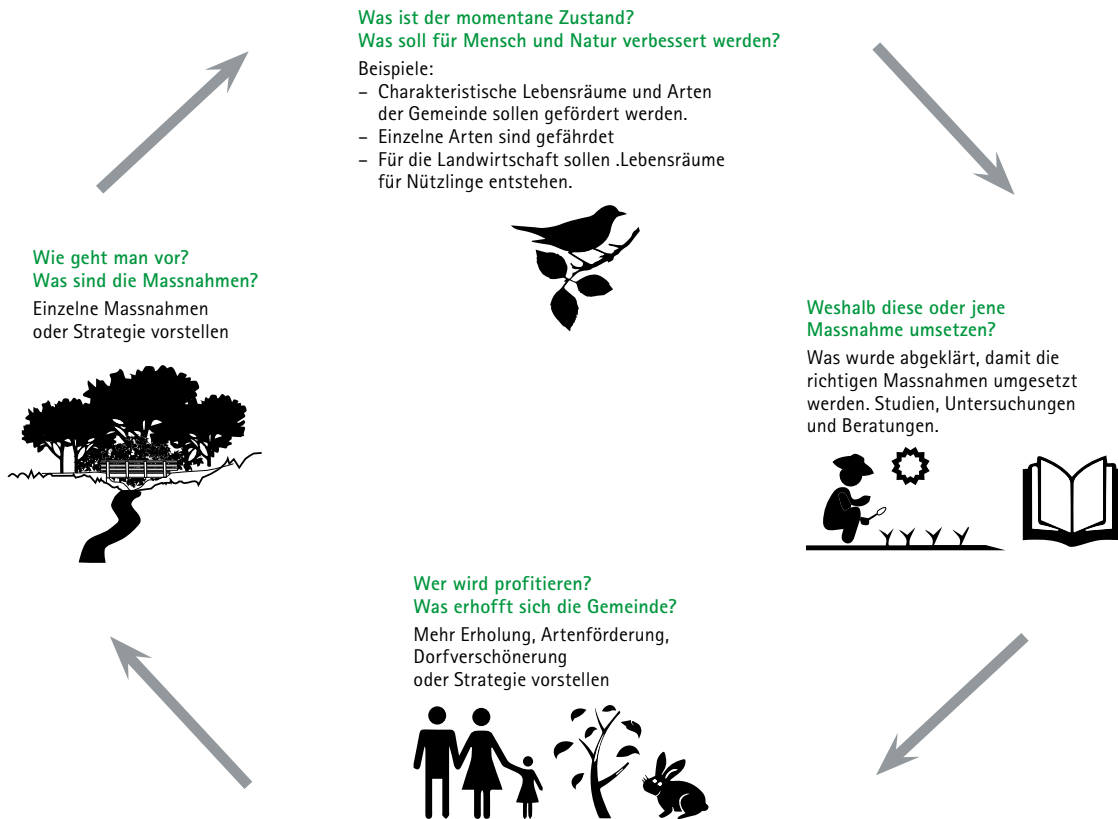 Was ist der momentane Zustand?
Was soll für Mensch und Natur verbessert werden?
Beispiele:
– Charakteristische Lebensräume und Arten
der Gemeinde sollen gefördert werden.
– Einzelne Arten sind gefährdet
– Für die Landwirtschaft sollen .Lebensräume
für Nützlinge entstehen.
Weshalb diese oder jene
Massnahme umsetzen?
Was wurde abgeklärt, damit die
richtigen Massnahmen umgesetzt
werden. Studien, Untersuchungen
und Beratungen.
Wer wird profitieren?
Was erhofft sich die Gemeinde?
Mehr Erholung, Artenförderung,
Dorfverschönerung
oder Strategie vorstellen
Wie geht man vor?
Was sind die Massnahmen?
Einzelne Massnahmen
oder Strategie vorstellen